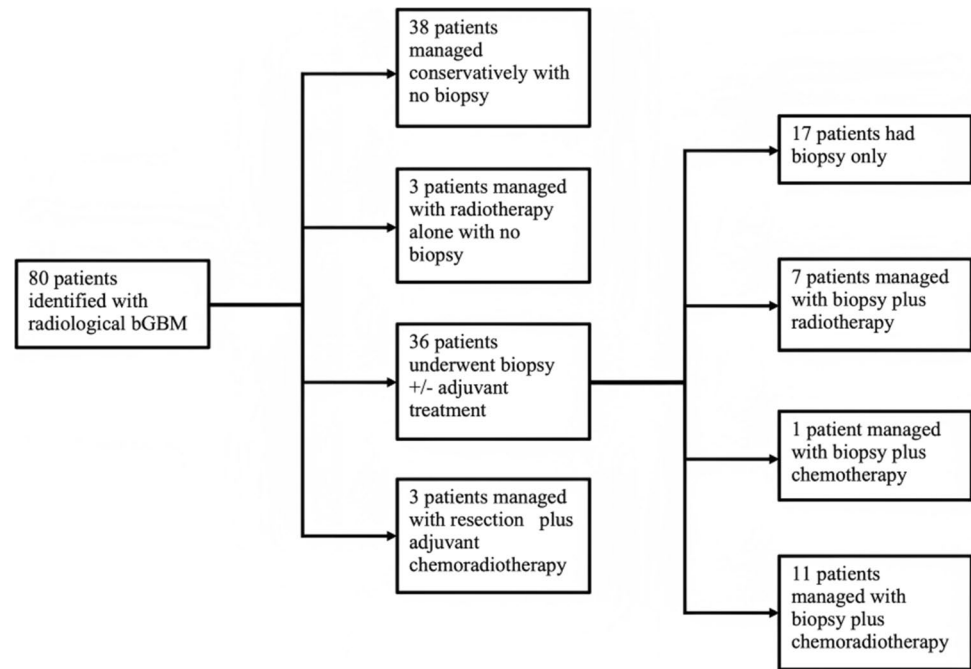 80 patients
identified with
radiological bGBM
38 patients
managed
conservatively with
no biopsy
3 patients managed
with radiotherapy
alone with no
biopsy
36 patients
underwent biopsy
+/- adjuvant
treatment
3 patients managed
with resection plus
adjuvant
chemoradiotherapy
17 patients had
biopsy only
7 patients managed
with biopsy plus
radiotherapy
1 patient managed
with biopsy plus
chemotherapy
11 patients
managed with
biopsy plus
chemoradiotherapy